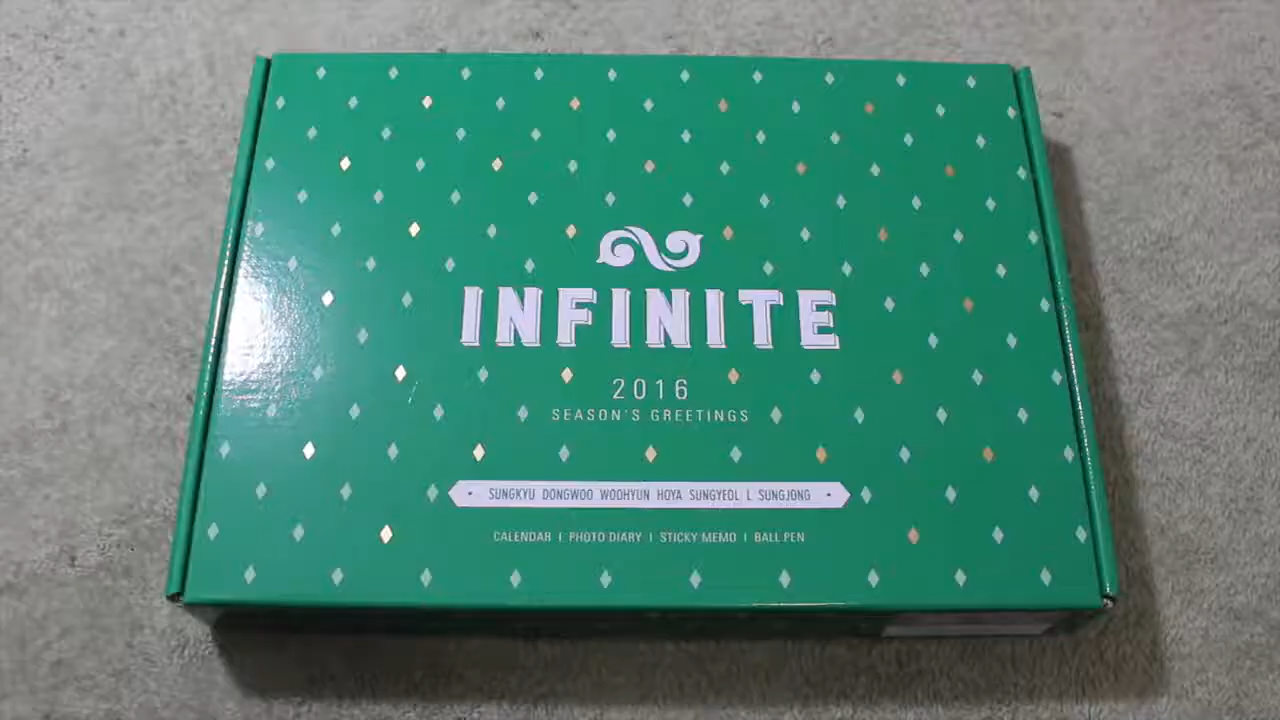 INFINITE
2016
SEASON'S GREETINGS
SUNGKYU DONGWOO WOOHYUN HOYA SUNGYEOL L SUNGJONG
CALENDAR | PHOTO DIARY | STICKY MEMO | BALL PEN